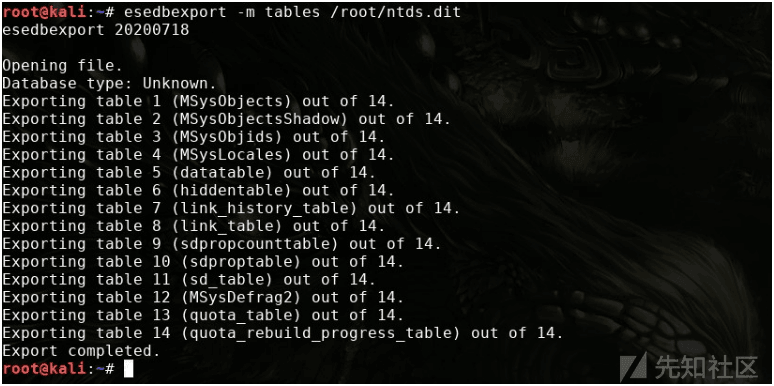 root@kali:~# esedbexport -m tables /root/ntds.dit
esedbexport 20200718
Opening file.
Database type: Unknown.
Exporting table 1 (MSysObjects) out of 14.
Exporting table 2 (MSysObjectsShadow) out of 14.
Exporting table 3 (MSysObjids) out of 14.
Exporting table 4 (MSysLocales) out of 14.
Exporting table 5 (datatable) out of 14.
Exporting table 6 (hiddentable) out of 14.
Exporting table 7 (link_history_table) out of 14.
Exporting table 8 (link_table) out of 14.
Exporting table 9 (sdpropcounttable) out of 14.
Exporting table 10 (sdproptable) out of 14.
Exporting table 11 (sd_table) out of 14.
Exporting table 12 (MSysDefrag2) out of 14.
Exporting table 13 (quota_table) out of 14.
Exporting table 14 (quota_rebuild_progress_table) out of 14.
Export completed.
root@kali:~#
先知社区